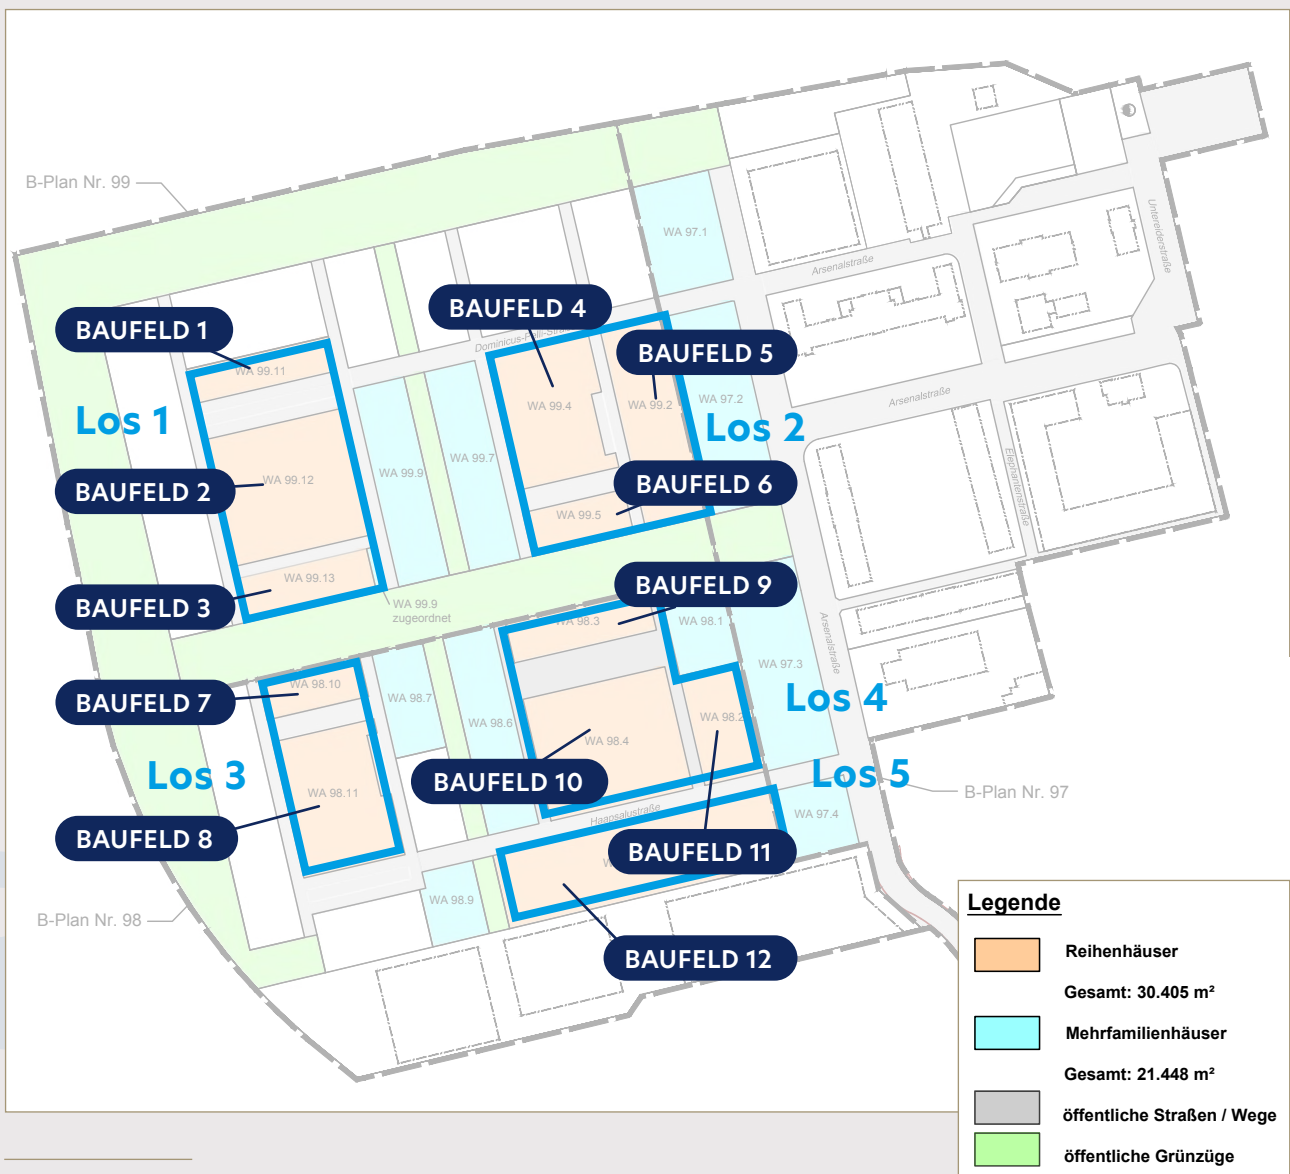 B-Plan Nr. 99
WA 97.1
Arsenalstraße
Untereiderstraße
BAUFELD 1
BAUFELD 4
BAUFELD 5
WA 99.11
WA 99.4
WA 99.2
WA 97.2
Arsenalstraße
Los 1
Los 2
WA 99.9
WA 99.7
WA 99.12
BAUFELD 2
BAUFELD 6
WA 99.5
Elephantenstraße
WA 99.13
BAUFELD 3
WA 99.9
zugeordnet
BAUFELD 9
WA 98.3
WA 98.1
Arsenalstraße
WA 97.3
WA 98.10
BAUFELD 7
WA 98.7
WA 98.6
WA 98.2
WA 98.4
Los 4
Los 3
BAUFELD 10
Los 5
WA 98.11
B-Plan Nr. 97
Haapsalustraße
WA 97.4
BAUFELD 8
BAUFELD 11
WA 98.9
B-Plan Nr. 98
BAUFELD 12
Legende
Reihenhäuser
Gesamt: 30.405 m²
Mehrfamilienhäuser
Gesamt: 21.448 m²
öffentliche Straßen / Wege
öffentliche Grünzüge